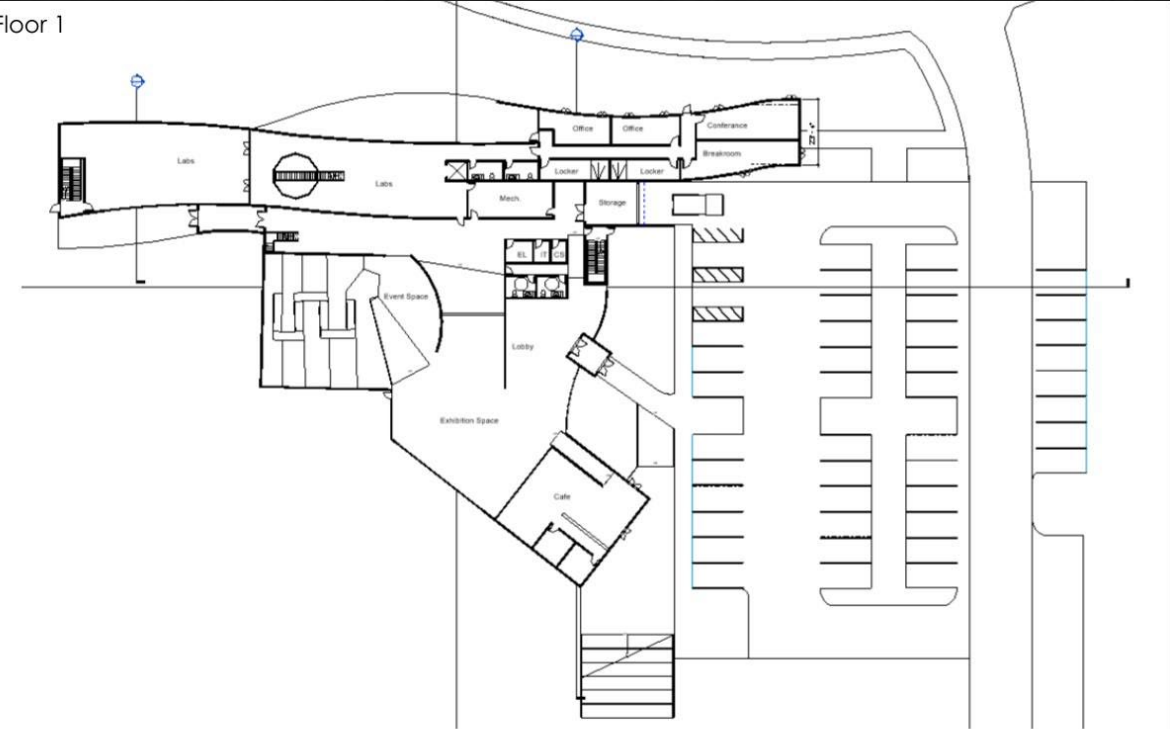 Floor 1
Office
Office
Conferance
Breakroom
Labs
Labs
Locker
Locker
Mech.
Storage
EL
IT
CS
Event Space
Lobby
Exhibition Space
Cafe